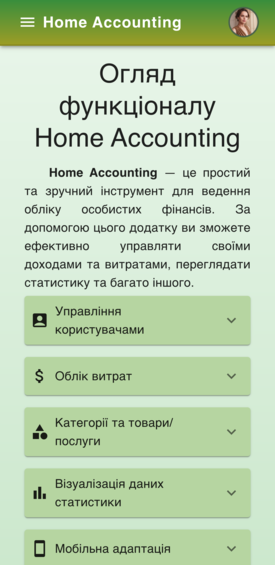 Home Accounting
Огляд
функціоналу
Home Accounting
Home Accounting — це простий
та зручний інструмент для ведення
обліку особистих фінансів. За
допомогою цього додатку ви зможете
ефективно управляти своїми
доходами та витратами, переглядати
статистику та багато іншого.
Управління
користувачами
Облік витрат
Категорії та товари/
послуги
Візуалізація даних
статистики
Мобільна адаптація